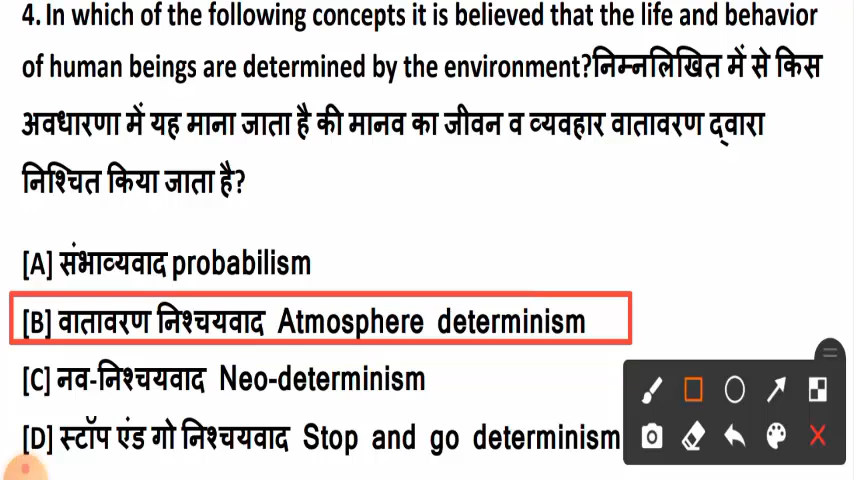 4. In which of the following concepts it is believed that the life and behavior
of human beings are determined by the environment?निम्नलिखित में से किस
अवधारणा में यह माना जाता है की मानव का जीवन व व्यवहार वातावरण द्वारा
निश्चित किया जाता है?
[A] संभाव्यवाद probabilism
[B] वातावरण निश्चयवाद Atmosphere determinism
[C] नव-निश्चयवाद Neo-determinism
[D] स्टॉप एंड गो निश्चयवाद Stop and go determinism